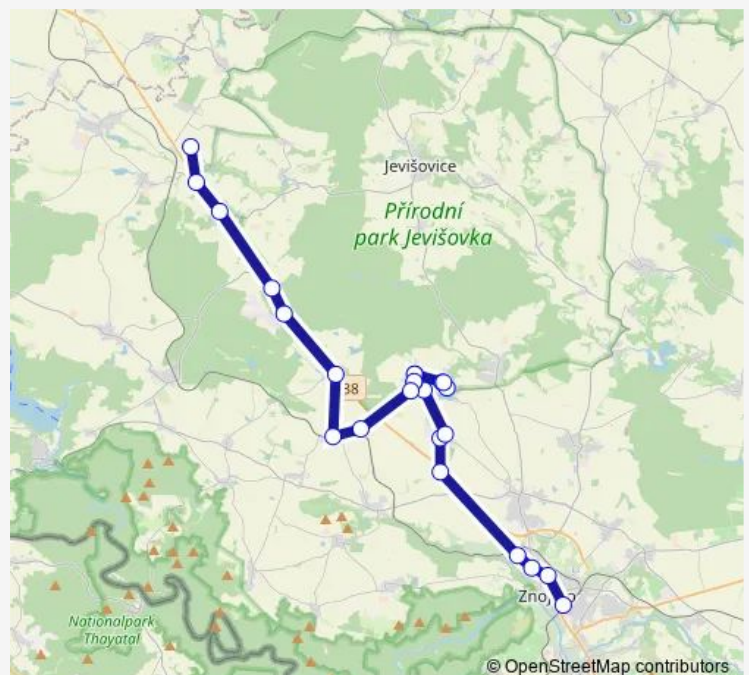 Jevišovice
Přírodní
park Jevišovka
38
Nationalpark
Thayatal
© OpenStreetMap contributors